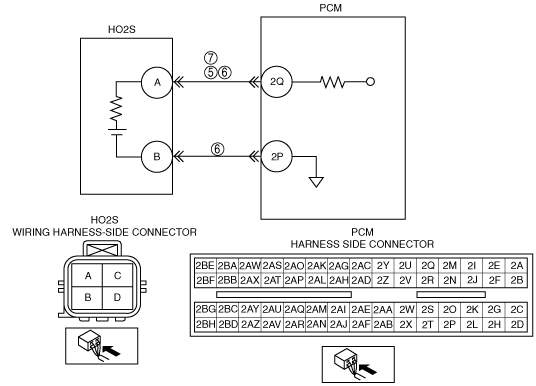 PCM
HO2S
⑦
⑤ ⑥
A
2Q
⑥
B
2P
HO2S
WIRING HARNESS-SIDE CONNECTOR
A C
B D
PCM
HARNESS SIDE CONNECTOR
2BE 2BA 2AW 2AS 2AO 2AK 2AG 2AC 2Y 2U 2Q 2M 2I 2E 2A
2BF 2BB 2AX 2AT 2AP 2AL 2AH 2AD 2Z 2V 2R 2N 2J 2F 2B
2BG 2BC 2AY 2AU 2AQ 2AM 2AI 2AE 2AA 2W 2S 2O 2K 2G 2C
2BH 2BD 2AZ 2AV 2AR 2AN 2AJ 2AF 2AB 2X 2T 2P 2L 2H 2D